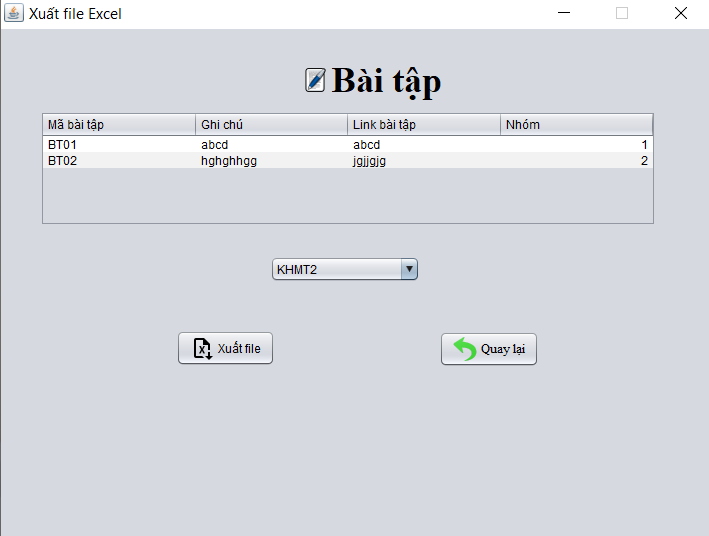 Xuất file Excel
Bài tập
Mã bài tập Ghi chú Link bài tập Nhóm
BT01 abcd abcd 1
BT02 hghghhgg jgjjgjg 2
KHMT2
Xuất file Quay lại